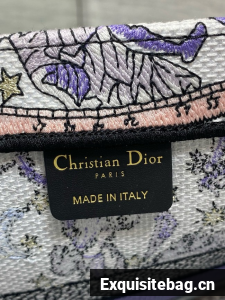 Christian Dior
PARIS
MADE IN ITALY
Exquisitebag.cn